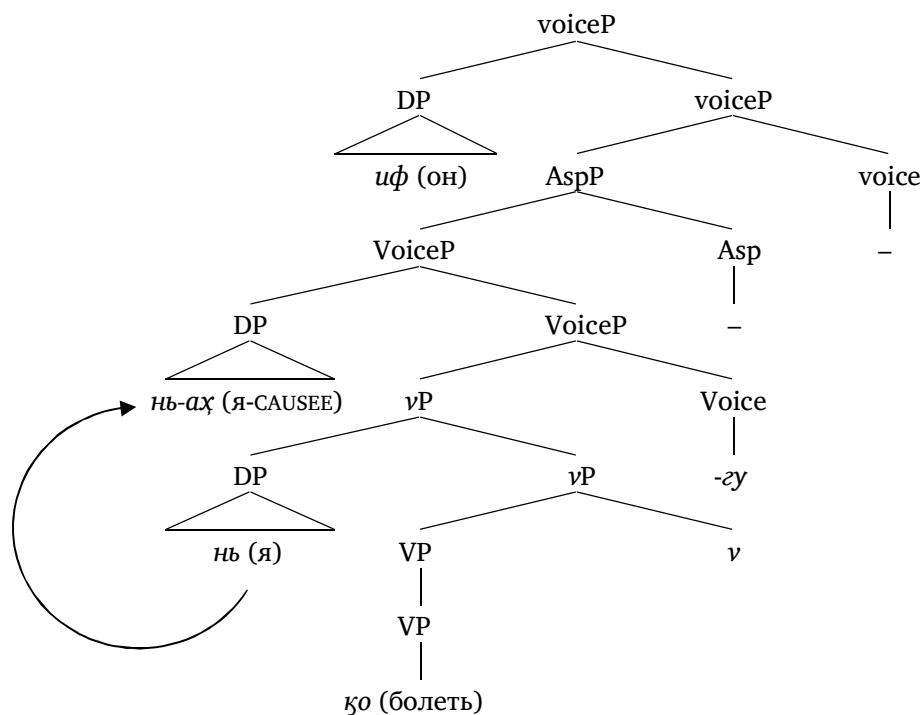 voiceP
DP voiceP
иф (он) AspP voice
VoiceP Asp –
DP VoiceP –
нь-ах̧ (я-CAUSEE) vP Voice
DP vP -гу
нь (я) VP v
VP
ӄо (болеть)